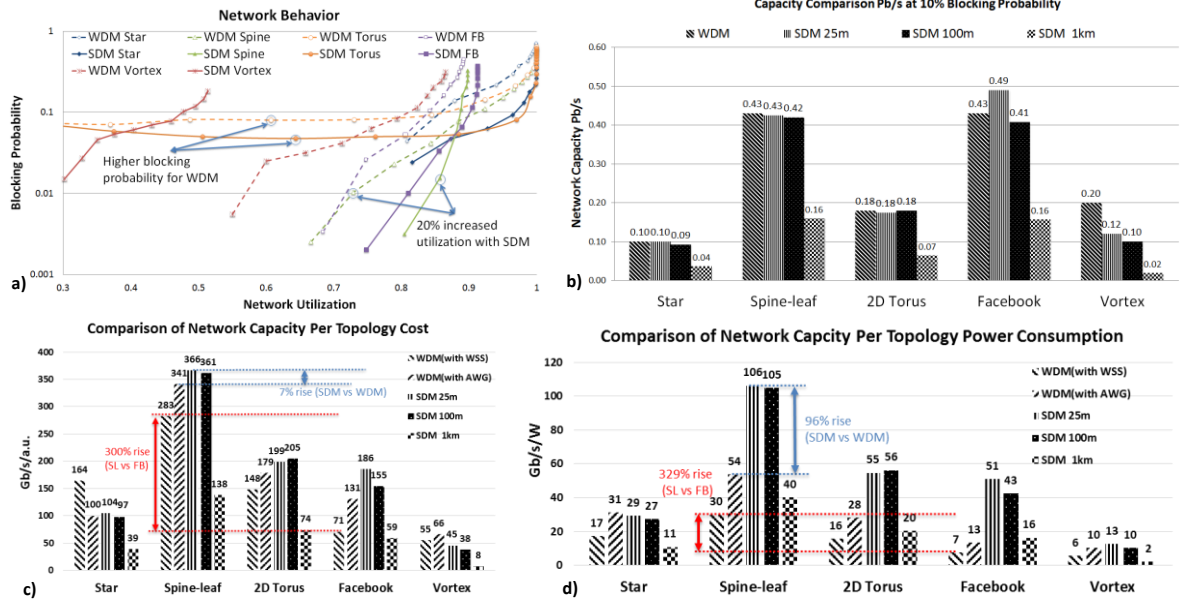 Network Behavior
WDM Star WDM Spine WDM Torus WDM FB
SDM Star SDM Spine SDM Torus SDM FB
WDM Vortex SDM Vortex
Blocking Probability
1
0.1
0.01
0.001
Higher blocking
probability for WDM
20% increased
utilization with SDM
0.3 0.4 0.5 0.6 0.7 0.8 0.9 1
Network Utilization
a)
Capacity Comparison Pb/s at 10% Blocking Probability
WDM SDM 25m SDM 100m SDM 1km
Network Capacity Pb/s
0.60
0.50
0.40
0.30
0.20
0.10
0.00
0.10 0.10 0.09 0.04
0.43 0.43 0.42 0.16
0.18 0.18 0.18 0.07
0.43 0.49 0.41 0.16
0.20 0.12 0.10 0.02
Star Spine-leaf 2D Torus Facebook Vortex
b)
Comparison of Network Capacity Per Topology Cost
Gb/s/a.u.
400
350
300
250
200
150
100
50
0
WDM(with WSS)
WDM(with AWG)
SDM 25m
SDM 100m
SDM 1km
7% rise (SDM vs WDM)
300% rise
(SL vs FB)
164 100 104 97 39
283 341 366 361 138
148 179 199 205 74
71 131 186 155 59
55 66 45 38 8
Star Spine-leaf 2D Torus Facebook Vortex
c)
Comparison of Network Capcity Per Topology Power Consumption
Gb/s/W
120
100
80
60
40
20
0
WDM(with WSS)
WDM(with AWG)
SDM 25m
SDM 100m
SDM 1km
96% rise
(SDM vs WDM)
329% rise
(SL vs FB)
17 31 29 27 11
30 54 106 105 40
16 28 55 56 20
7 13 51 43 16
6 10 13 10 2
Star Spine-leaf 2D Torus Facebook Vortex
d)